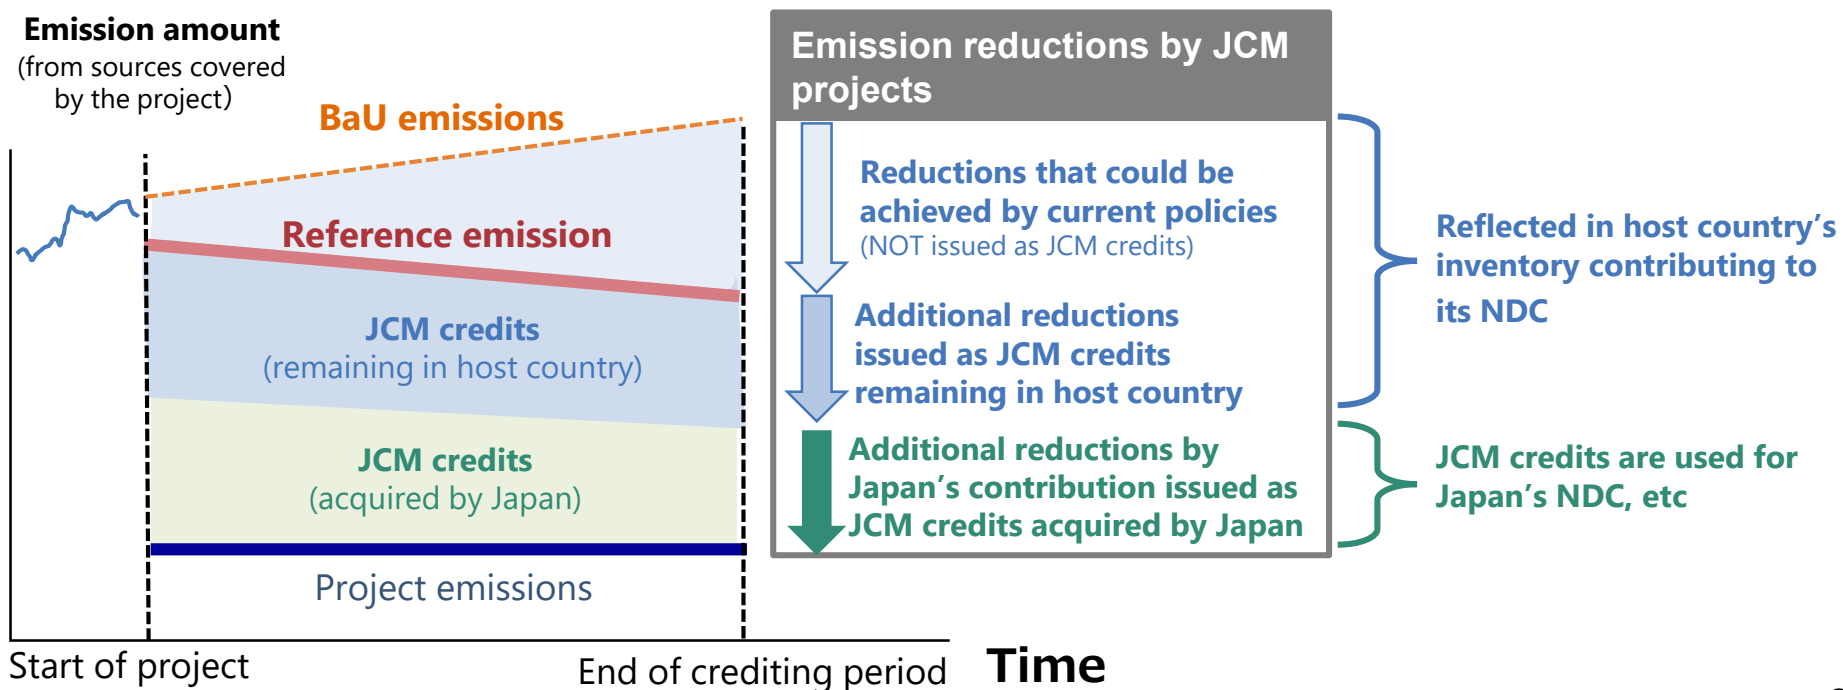 Emission amount
(from sources covered
by the project)
BaU emissions
Reference emission
JCM credits
(remaining in host country)
JCM credits
(acquired by Japan)
Project emissions
Start of project
End of crediting period
Time
Emission reductions by JCM
projects
Reductions that could be
achieved by current policies
(NOT issued as JCM credits)
Additional reductions
issued as JCM credits
remaining in host country
Additional reductions by
Japan's contribution issued as
JCM credits acquired by Japan
Reflected in host country's
inventory contributing to
its NDC
JCM credits are used for
Japan's NDC, etc